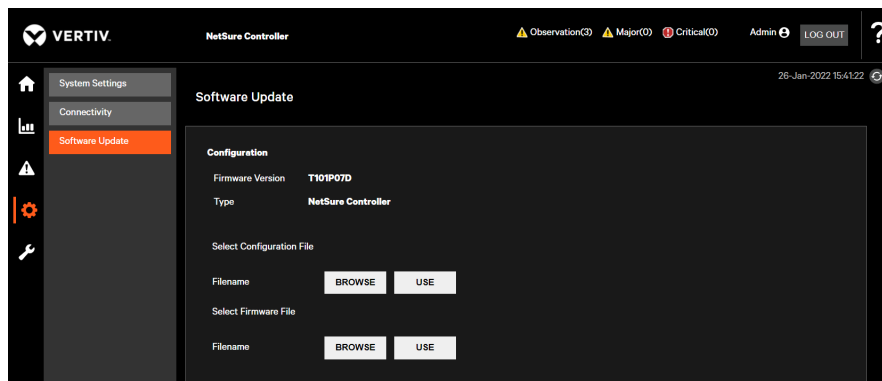 VERTIV.
NetSure Controller
Observation(3) Major(0) Critical(0)
Admin
LOG OUT
?
26-Jan-2022 15:41:22
System Settings
Connectivity
Software Update
Software Update
Configuration
Firmware Version T101P07D
Type NetSure Controller
Select Configuration File
Filename BROWSE USE
Select Firmware File
Filename BROWSE USE